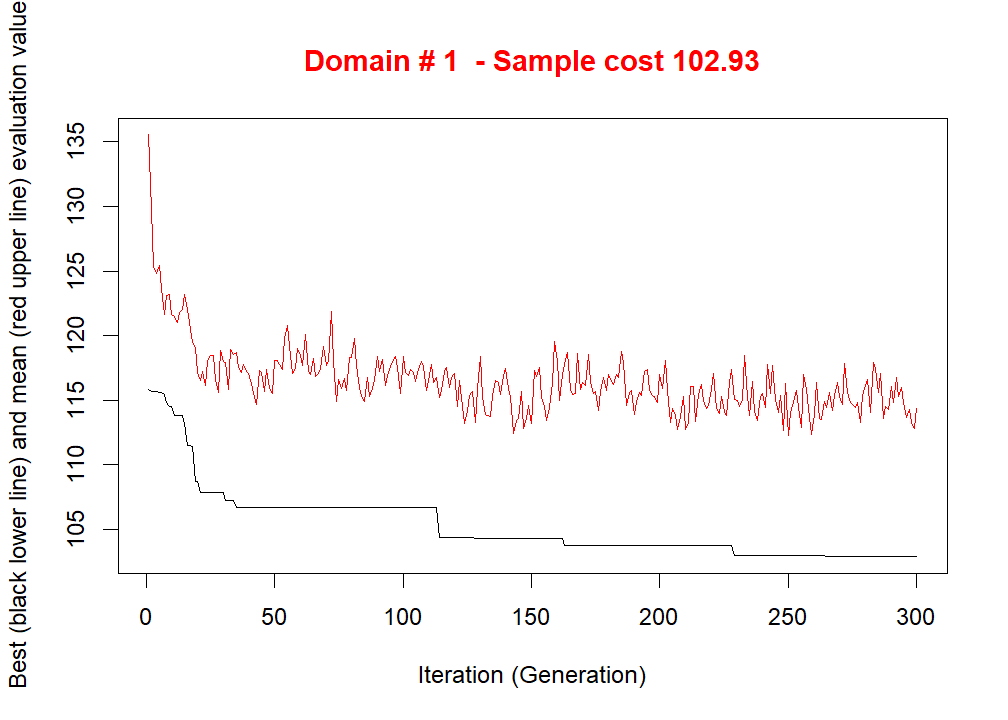 Domain # 1  - Sample cost 102.93
Best (black lower line) and mean (red upper line) evaluation value
135
130
125
120
115
110
105
0 50 100 150 200 250 300
Iteration (Generation)